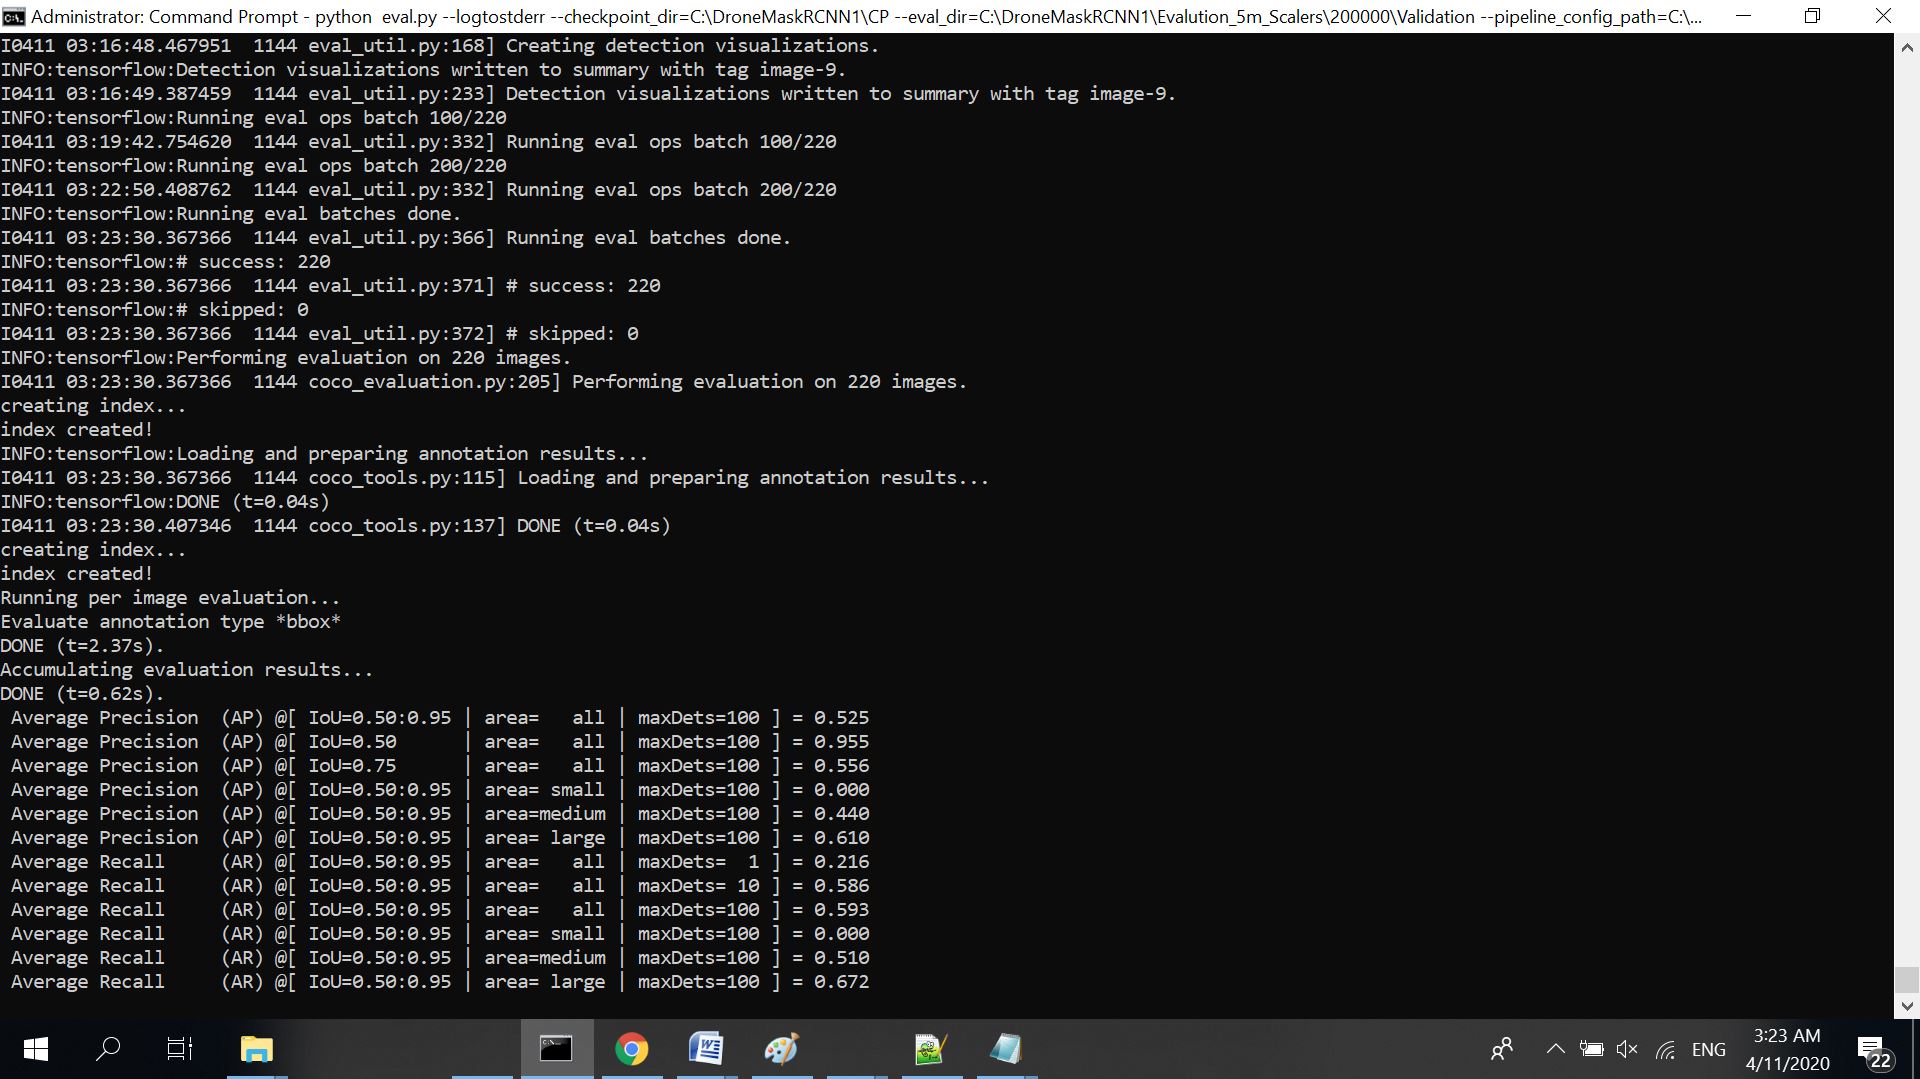 Administrator: Command Prompt - python  eval.py --logtostderr --checkpoint_dir=C:\DroneMaskRCNN1\CP --eval_dir=C:\DroneMaskRCNN1\Evalution_5m_Scalers\200000\Validation --pipeline_config_path=C:\...
I0411 03:16:48.467951  1144 eval_util.py:168] Creating detection visualizations.
INFO:tensorflow:Detection visualizations written to summary with tag image-9.
I0411 03:16:49.387459  1144 eval_util.py:233] Detection visualizations written to summary with tag image-9.
INFO:tensorflow:Running eval ops batch 100/220
I0411 03:19:42.754620  1144 eval_util.py:332] Running eval ops batch 100/220
INFO:tensorflow:Running eval ops batch 200/220
I0411 03:22:50.408762  1144 eval_util.py:332] Running eval ops batch 200/220
INFO:tensorflow:Running eval batches done.
I0411 03:23:30.367366  1144 eval_util.py:366] Running eval batches done.
INFO:tensorflow:# success: 220
I0411 03:23:30.367366  1144 eval_util.py:371] # success: 220
INFO:tensorflow:# skipped: 0
I0411 03:23:30.367366  1144 eval_util.py:372] # skipped: 0
INFO:tensorflow:Performing evaluation on 220 images.
I0411 03:23:30.367366  1144 coco_evaluation.py:205] Performing evaluation on 220 images.
creating index...
index created!
INFO:tensorflow:Loading and preparing annotation results...
I0411 03:23:30.367366  1144 coco_tools.py:115] Loading and preparing annotation results...
INFO:tensorflow:DONE (t=0.04s)
I0411 03:23:30.407346  1144 coco_tools.py:137] DONE (t=0.04s)
creating index...
index created!
Running per image evaluation...
Evaluate annotation type *bbox*
DONE (t=2.37s).
Accumulating evaluation results...
DONE (t=0.62s).
 Average Precision  (AP) @[ IoU=0.50:0.95 | area=   all | maxDets=100 ] = 0.525
 Average Precision  (AP) @[ IoU=0.50      | area=   all | maxDets=100 ] = 0.955
 Average Precision  (AP) @[ IoU=0.75      | area=   all | maxDets=100 ] = 0.556
 Average Precision  (AP) @[ IoU=0.50:0.95 | area= small | maxDets=100 ] = 0.000
 Average Precision  (AP) @[ IoU=0.50:0.95 | area=medium | maxDets=100 ] = 0.440
 Average Precision  (AP) @[ IoU=0.50:0.95 | area= large | maxDets=100 ] = 0.610
 Average Recall     (AR) @[ IoU=0.50:0.95 | area=   all | maxDets=  1 ] = 0.216
 Average Recall     (AR) @[ IoU=0.50:0.95 | area=   all | maxDets= 10 ] = 0.586
 Average Recall     (AR) @[ IoU=0.50:0.95 | area=   all | maxDets=100 ] = 0.593
 Average Recall     (AR) @[ IoU=0.50:0.95 | area= small | maxDets=100 ] = 0.000
 Average Recall     (AR) @[ IoU=0.50:0.95 | area=medium | maxDets=100 ] = 0.510
 Average Recall     (AR) @[ IoU=0.50:0.95 | area= large | maxDets=100 ] = 0.672
ENG
3:23 AM
4/11/2020
22